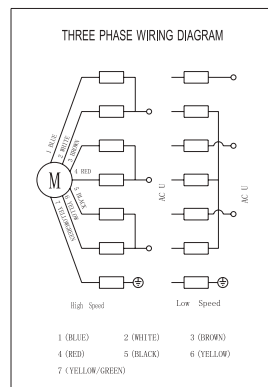 THREE PHASE WIRING DIAGRAM
1 BLUE
2 WHITE
3 BROWN
4 RED
5 BLACK
6 YELLOW
7 YELLOWGREEN
M
AC U
AC U
High Speed
Low Speed
1 (BLUE) 2 (WHITE) 3 (BROWN)
4 (RED) 5 (BLACK) 6 (YELLOW)
7 (YELLOW/GREEN)